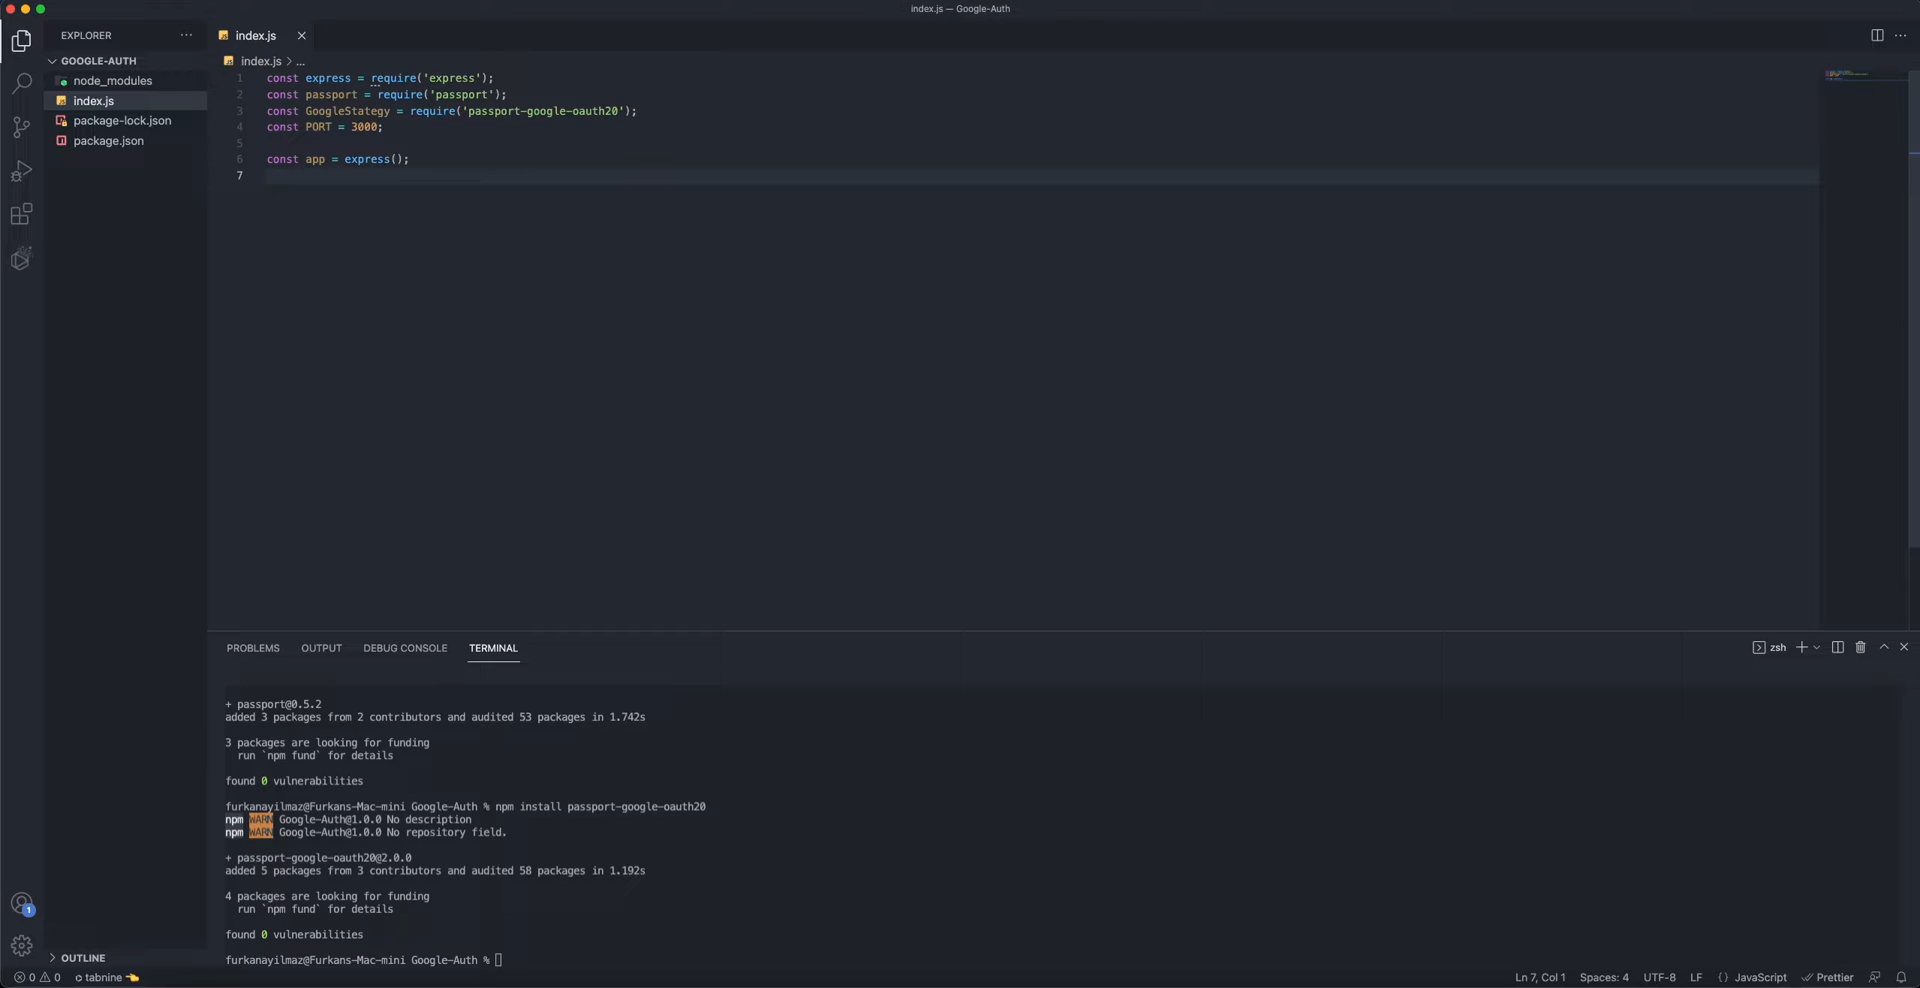 index.js — Google-Auth
EXPLORER
index.js
GOOGLE-AUTH
node_modules
index.js
package-lock.json
package.json
index.js > ...
1 const express = require('express');
2 const passport = require('passport');
3 const GoogleStategy = require('passport-google-oauth20');
4 const PORT = 3000;
5
6 const app = express();
7
PROBLEMS OUTPUT DEBUG CONSOLE TERMINAL
zsh
+ passport@0.5.2
added 3 packages from 2 contributors and audited 53 packages in 1.742s
3 packages are looking for funding
run `npm fund` for details
found 0 vulnerabilities
furkanayilmaz@Furkans-Mac-mini Google-Auth % npm install passport-google-oauth20
npm WARN Google-Auth@1.0.0 No description
npm WARN Google-Auth@1.0.0 No repository field.
+ passport-google-oauth20@2.0.0
added 5 packages from 3 contributors and audited 58 packages in 1.192s
4 packages are looking for funding
run `npm fund` for details
found 0 vulnerabilities
furkanayilmaz@Furkans-Mac-mini Google-Auth %
1
OUTLINE
0 0 tabnine
Ln 7, Col 1 Spaces: 4 UTF-8 LF {} JavaScript Prettier